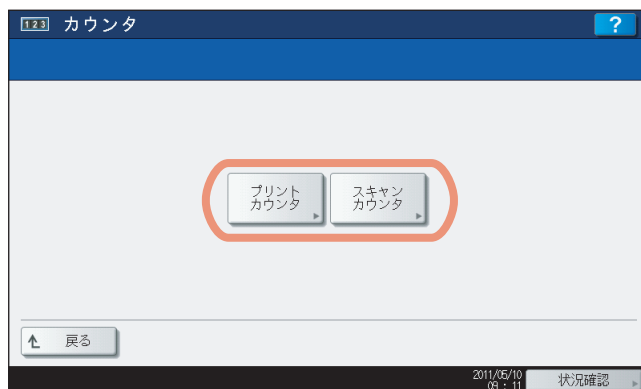 123 カウンタ
?
プリント
カウンタ
スキャン
カウンタ
戻る
2011/05/10
09 : 11
状況確認